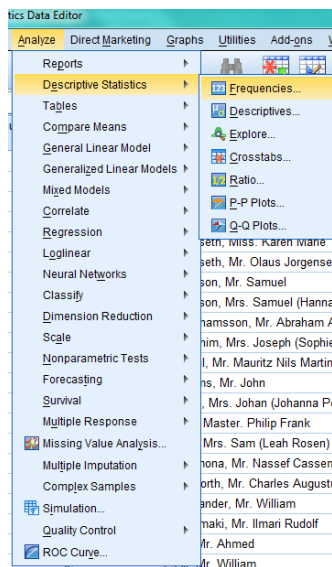 tics Data Editor
Analyze Direct Marketing Graphs Utilities Add-ons
Reports
Descriptive Statistics
Tables
Compare Means
General Linear Model
Generalized Linear Models
Mixed Models
Correlate
Regression
Loglinear
Neural Networks
Classify
Dimension Reduction
Scale
Nonparametric Tests
Forecasting
Survival
Multiple Response
Missing Value Analysis...
Multiple Imputation
Complex Samples
Simulation...
Quality Control
ROC Curve...
Frequencies...
Descriptives...
Explore...
Crosstabs...
Ratio...
P-P Plots...
Q-Q Plots...
seth, Miss. Karen Marie
seth, Mr. Olaus Jorgense
son, Mr. Samuel
son, Mrs. Samuel (Hanna
hamsson, Mr. Abraham A
him, Mrs. Joseph (Sophie
l, Mr. Mauritz Nils Martin
ns, Mr. John
, Mrs. Johan (Johanna Pe
Master. Philip Frank
Mrs. Sam (Leah Rosen)
mona, Mr. Nassef Cassem
orth, Mr. Charles Augustu
ander, Mr. William
maki, Mr. Ilmari Rudolf
Mr. Ahmed
Mr. William